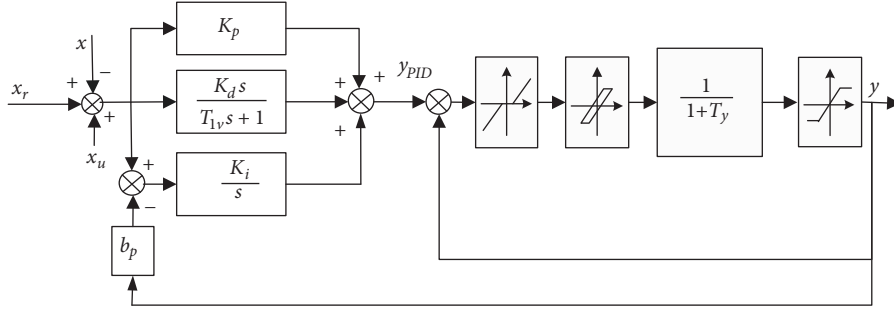 x
K_p
y_PID
y
x_r
K_d s
T_1v s + 1
1
1+T_y
x_u
K_i
s
b_p
+
−
+
+
−
+
+
+